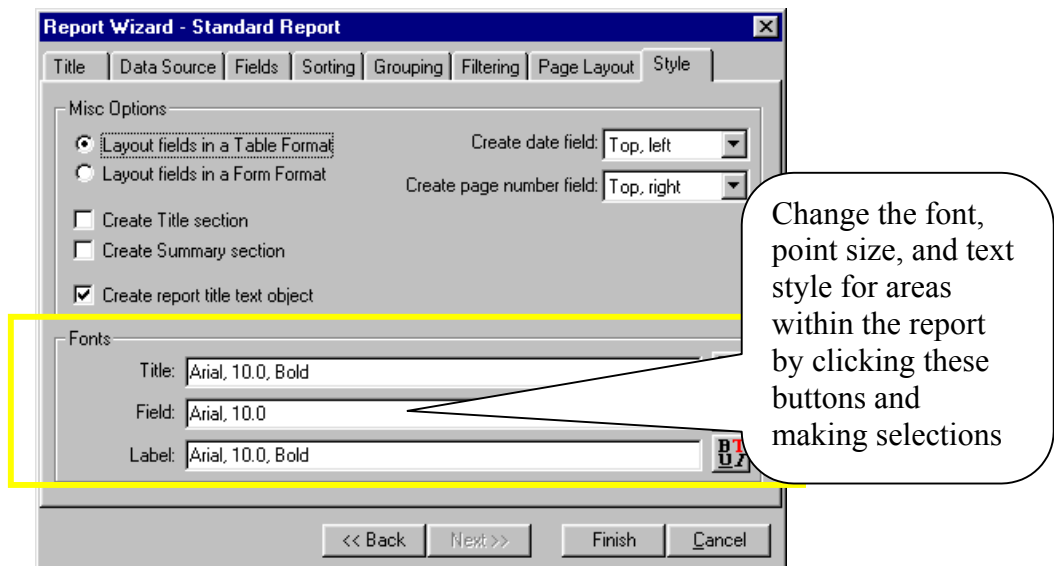 Report Wizard - Standard Report
Title Data Source Fields Sorting Grouping Filtering Page Layout Style
Misc Options
Layout fields in a Table Format
Create date field: Top, left
Layout fields in a Form Format
Create page number field: Top, right
Create Title section
Create Summary section
Create report title text object
Fonts
Title: Arial, 10.0, Bold
Field: Arial, 10.0
Label: Arial, 10.0, Bold
<< Back Next >> Finish Cancel
Change the font,
point size, and text
style for areas
within the report
by clicking these
buttons and
making selections